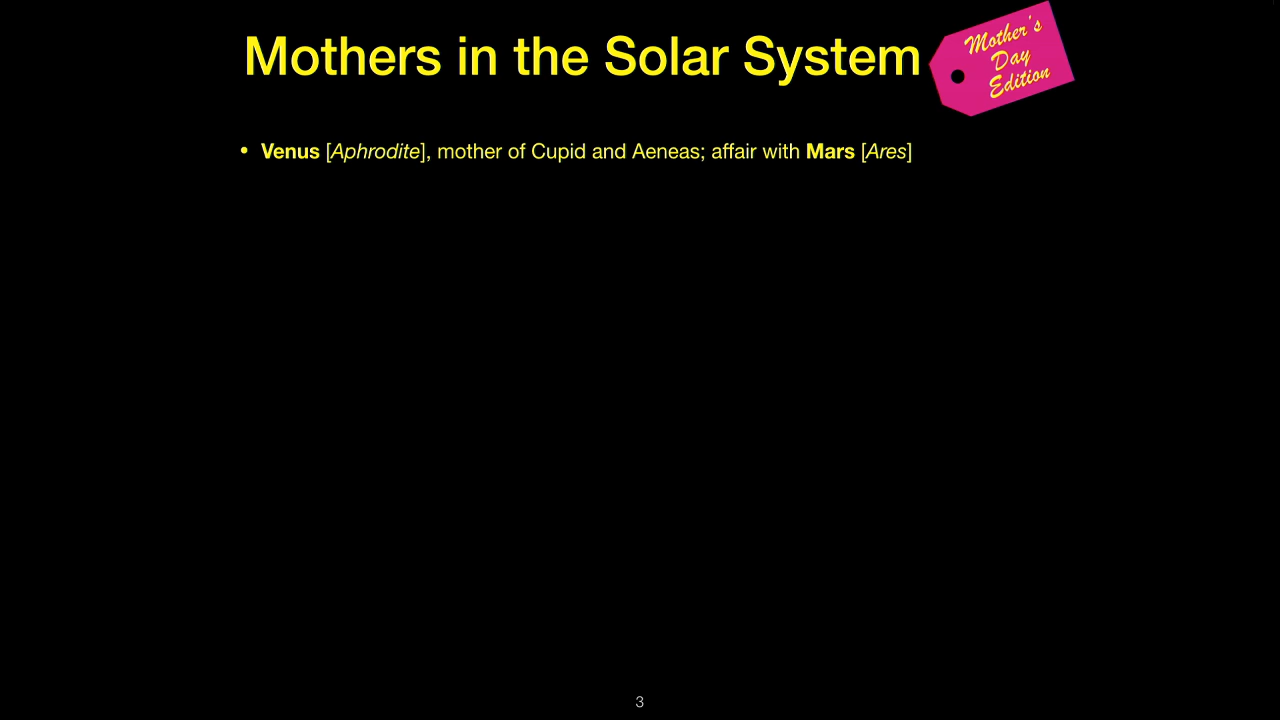 Mothers in the Solar System
Mother's
Day
Edition
• Venus [Aphrodite], mother of Cupid and Aeneas; affair with Mars [Ares]
3